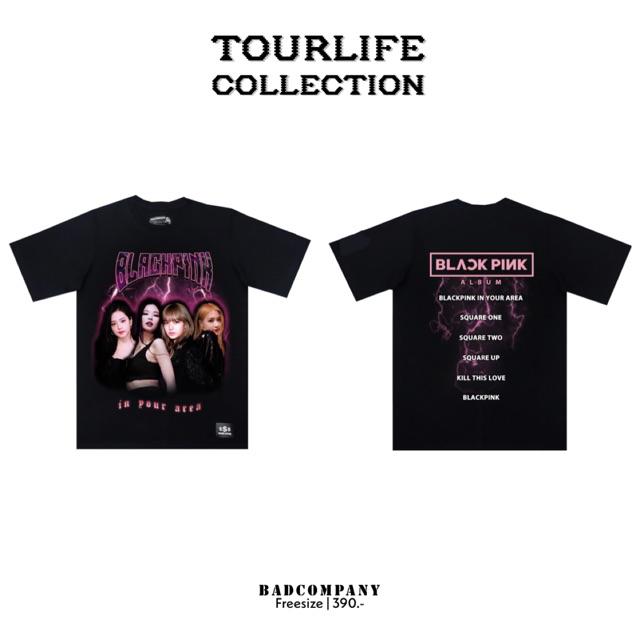 TOURLIFE
COLLECTION
BLACKPINK
in your area
$$$
BLACKPINK
ALBUM
BLACKPINK IN YOUR AREA
SQUARE ONE
SQUARE TWO
SQUARE UP
KILL THIS LOVE
BLACKPINK
BADCOMPANY
Freesize | 390.-